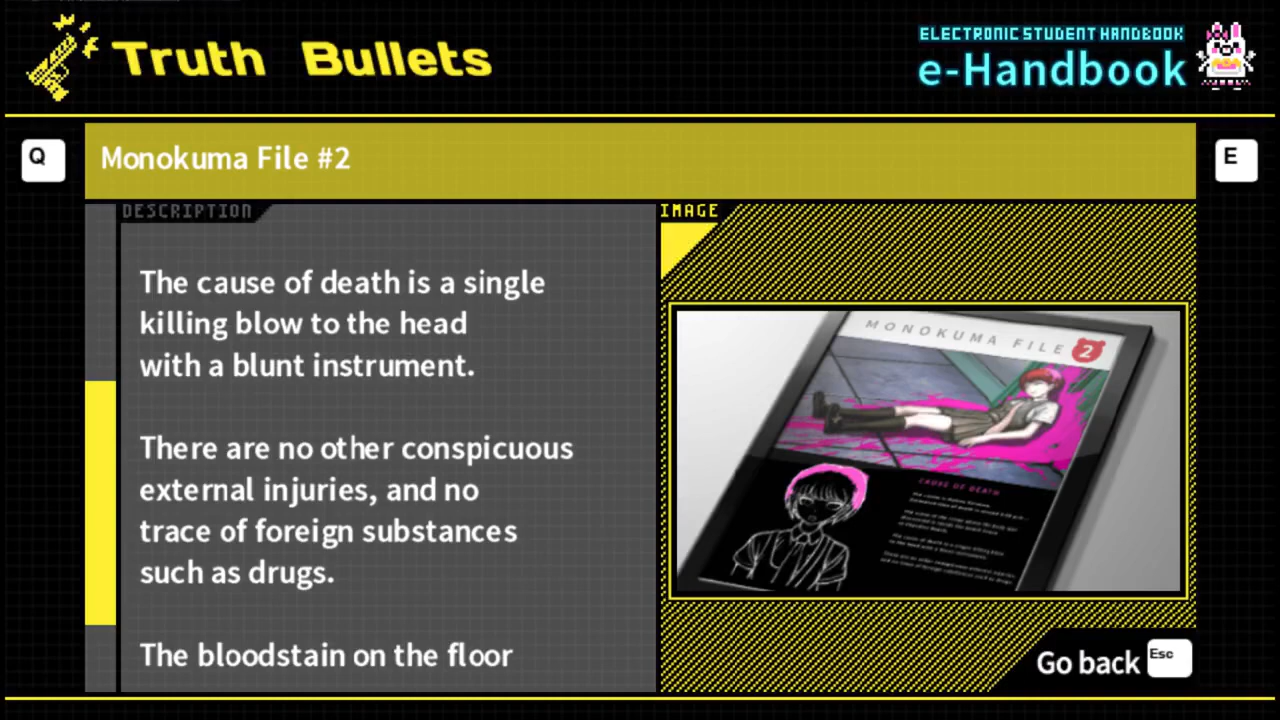 Truth Bullets
ELECTRONIC STUDENT HANDBOOK
e-Handbook
Q
Monokuma File #2
E
DESCRIPTION
The cause of death is a single
killing blow to the head
with a blunt instrument.
There are no other conspicuous
external injuries, and no
trace of foreign substances
such as drugs.
The bloodstain on the floor
IMAGE
MONOKUMA FILE 2
CAUSE OF DEATH
Go back
Esc